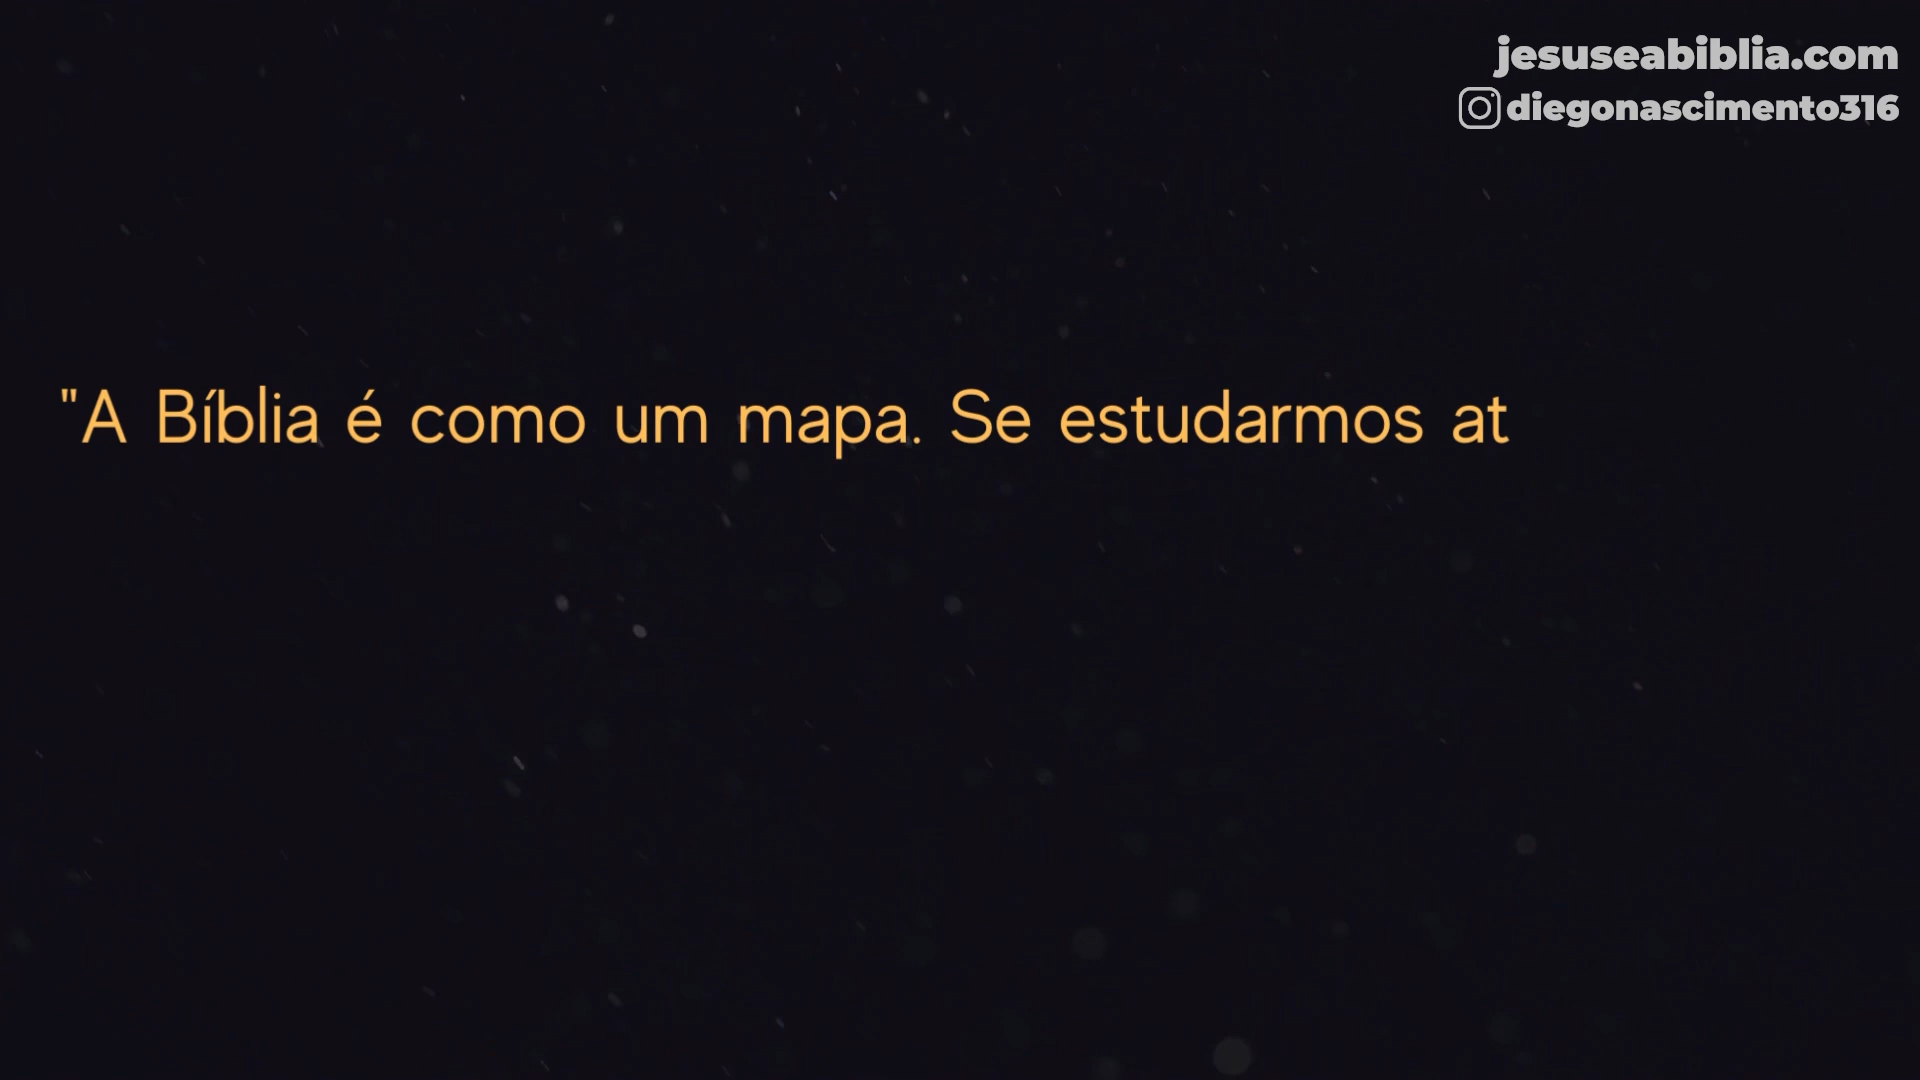 jesuseabiblia.com
diegonascimento316
"A Bíblia é como um mapa. Se estudarmos at